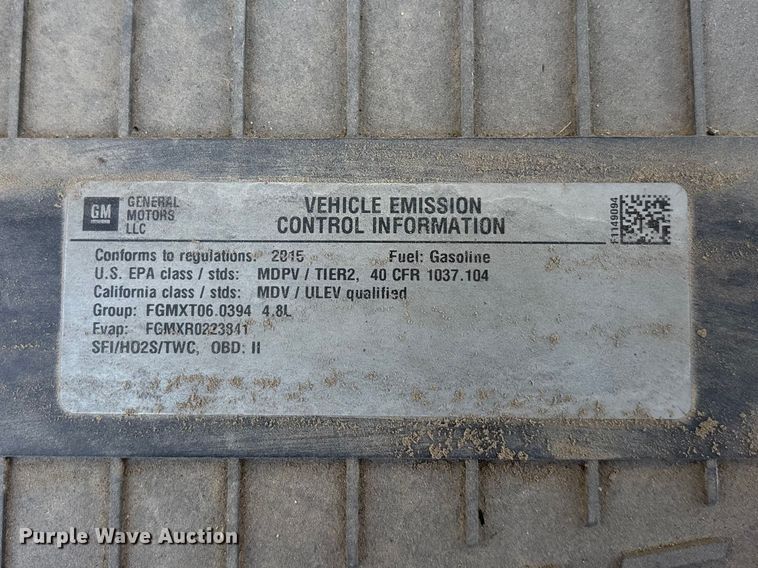 GM
GENERAL
MOTORS
LLC
VEHICLE EMISSION
CONTROL INFORMATION
F1149094
Conforms to regulations: 2015 Fuel: Gasoline
U.S. EPA class / stds: MDPV / TIER2, 40 CFR 1037.104
California class / stds: MDV / ULEV qualified
Group: FGMXT06.0394 4.8L
Evap: FGMXR0223841
SFI/HO2S/TWC, OBD: II
Purple Wave Auction